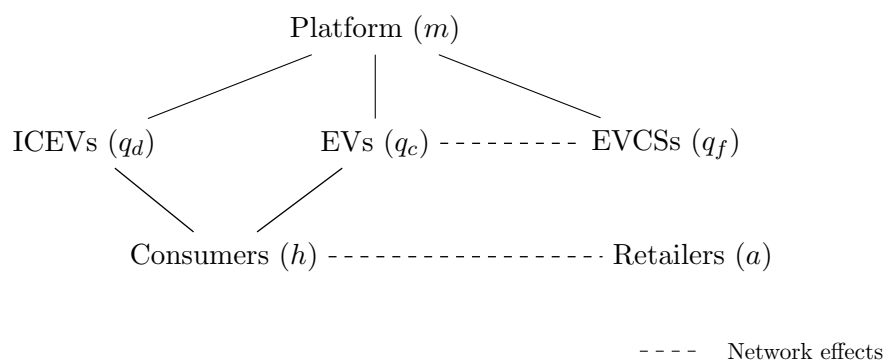 Platform (m)
ICEVs (q_d) EVs (q_c) EVCSs (q_f)
Consumers (h) Retailers (a)
Network effects